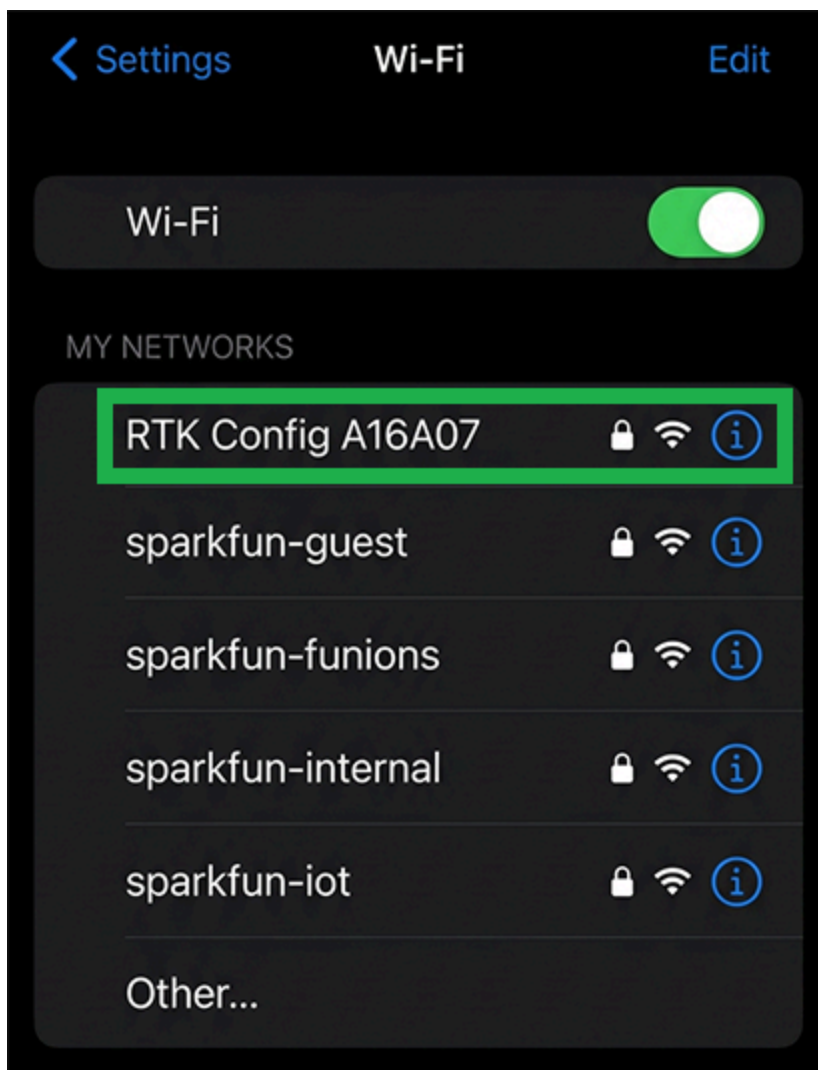 Settings Wi-Fi Edit
Wi-Fi
MY NETWORKS
RTK Config A16A07
sparkfun-guest
sparkfun-funions
sparkfun-internal
sparkfun-iot
Other...